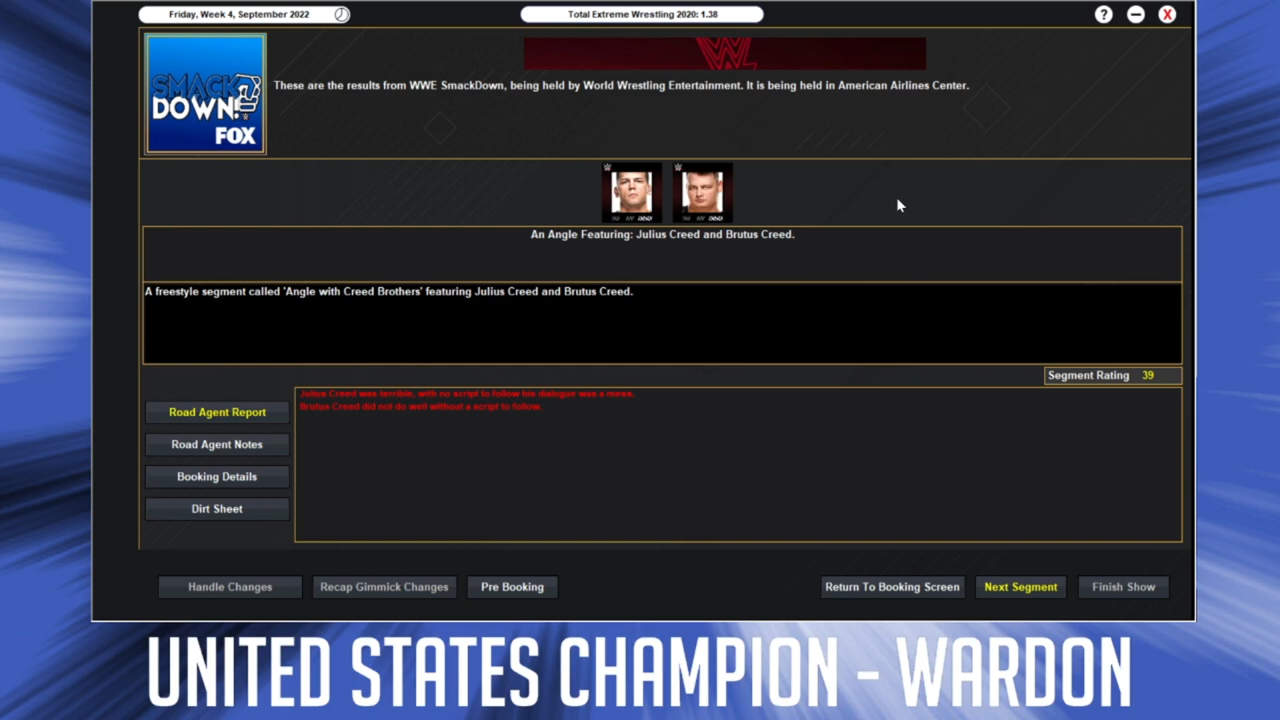 Friday, Week 4, September 2022
Total Extreme Wrestling 2020: 1.38
?
X
SMACK
DOWN!
FOX
These are the results from WWE SmackDown, being held by World Wrestling Entertainment. It is being held in American Airlines Center.
An Angle Featuring: Julius Creed and Brutus Creed.
A freestyle segment called 'Angle with Creed Brothers' featuring Julius Creed and Brutus Creed.
Segment Rating 39
Julius Creed was terrible, with no script to follow his dialogue was a mess.
Brutus Creed did not do well without a script to follow.
Road Agent Report
Road Agent Notes
Booking Details
Dirt Sheet
Handle Changes
Recap Gimmick Changes
Pre Booking
Return To Booking Screen
Next Segment
Finish Show
UNITED STATES CHAMPION - WARDON